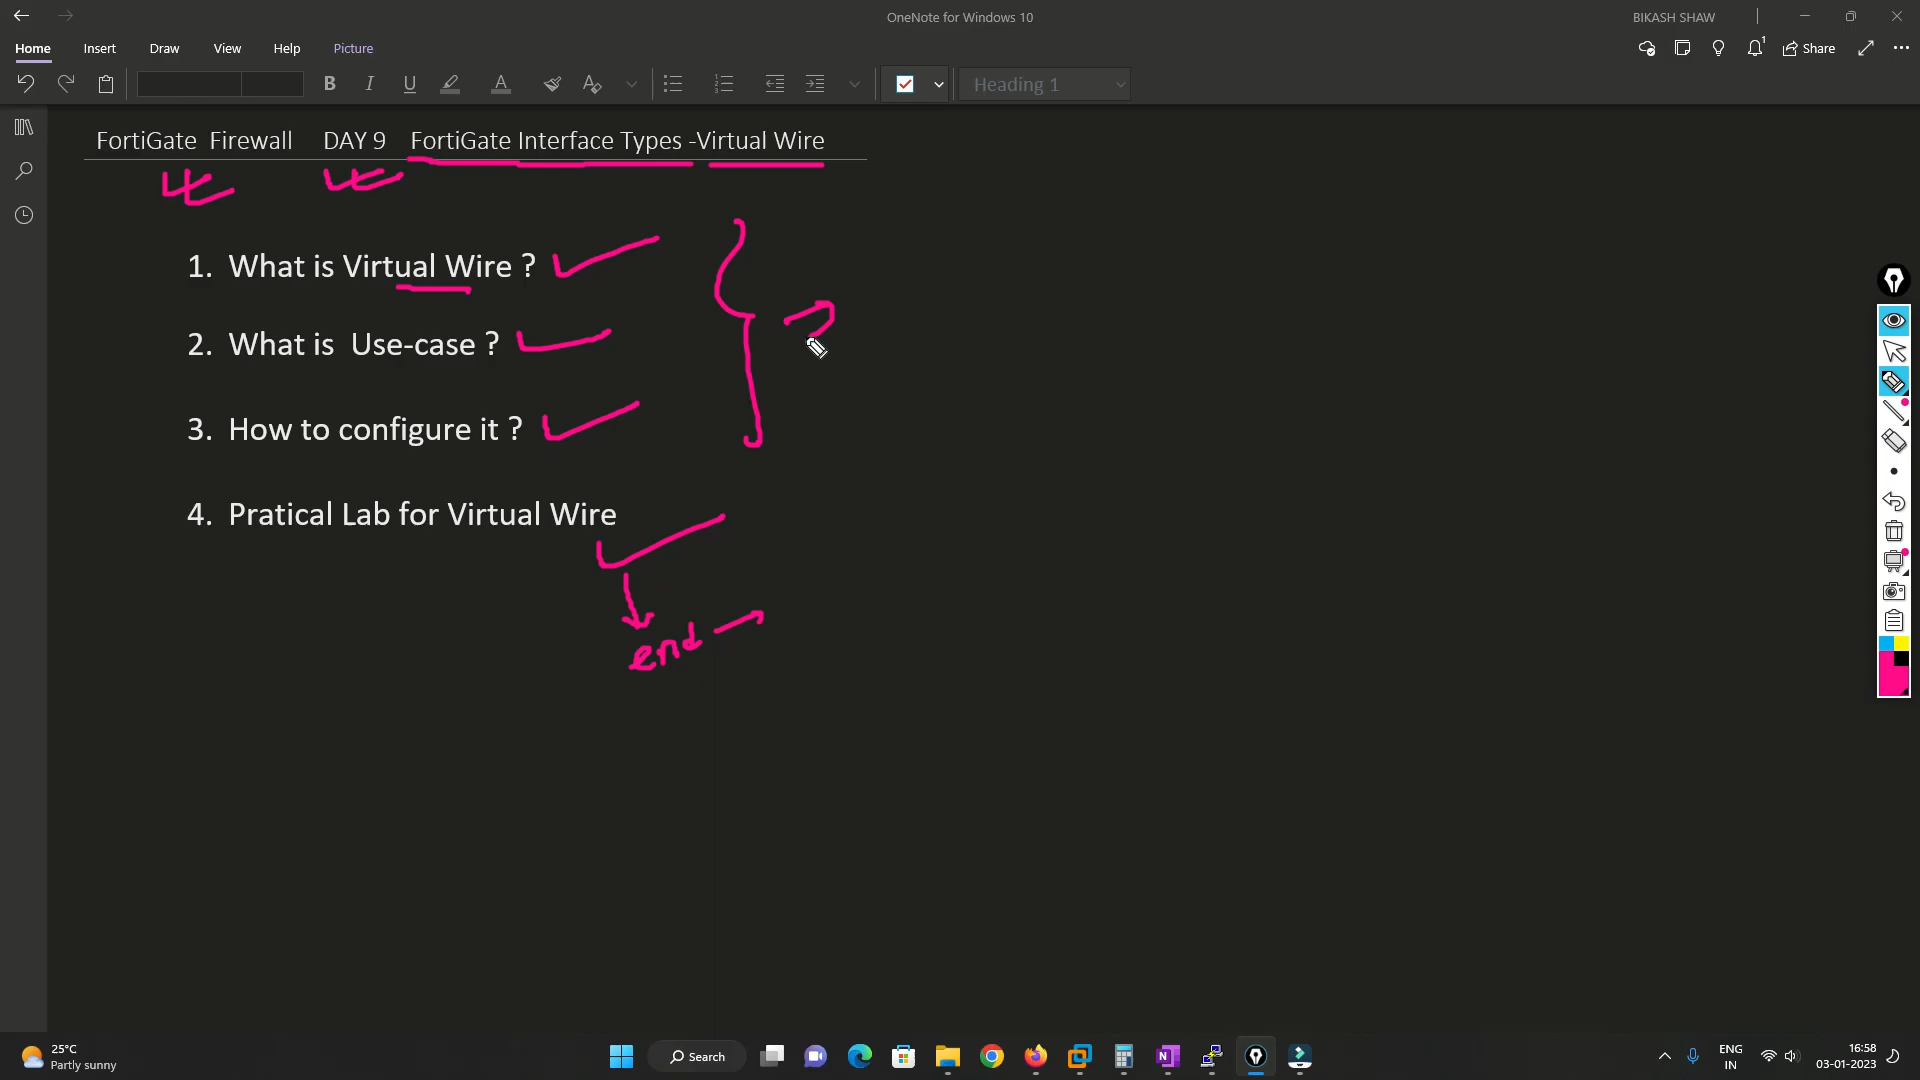 OneNote for Windows 10
BIKASH SHAW
Home Insert Draw View Help Picture
1
Share
B I U A A Heading 1
FortiGate Firewall DAY 9 FortiGate Interface Types -Virtual Wire
1. What is Virtual Wire ?
2. What is Use-case ?
3. How to configure it ?
4. Pratical Lab for Virtual Wire
end
25°C
Partly sunny
Search
ENG
IN
16:58
03-01-2023